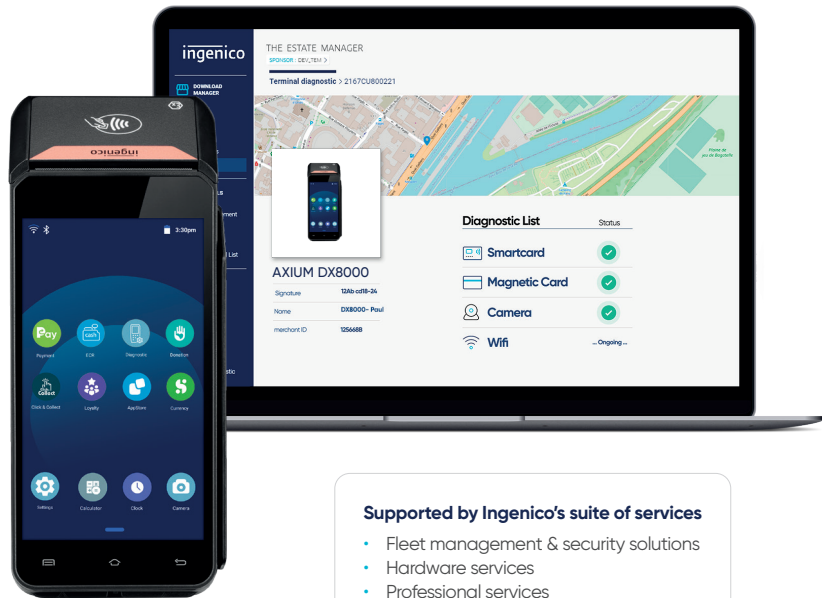 ingenico
THE ESTATE MANAGER
SPONSOR : DEV_TEM >
Terminal diagnostic > 2167CU800221
DOWNLOAD
MANAGER
List
Diagnostic List Status
Smartcard
Magnetic Card
Camera
Wifi ... Ongoing ...
AXIUM DX8000
Signature 12Ab cd18-24
Name DX8000- Paul
merchant ID 125668B
ingenico
3:30pm
Pay
cash
Payment ECR Diagnostic Donation
Collect
Click & Collect Loyalty AppStore Currency
Settings Calculator Clock Camera
Supported by Ingenico's suite of services
• Fleet management & security solutions
• Hardware services
• Professional services